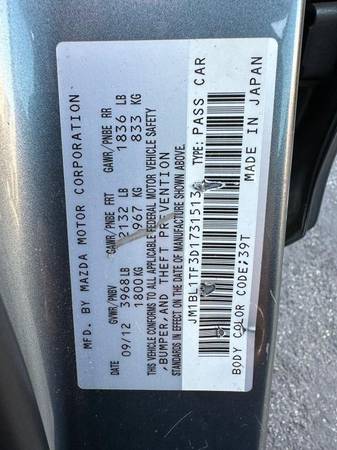 MFD. BY MAZDA MOTOR CORPORATION
GVWR/PNBV GAWR/PNBE FRT GAWR/PNBE RR
09/12 3968 LB 2132 LB 1836 LB
1800 KG 967 KG 833 KG
THIS VEHICLE CONFORMS TO ALL APPLICABLE FEDERAL MOTOR VEHICLE SAFETY
,BUMPER,AND THEFT PREVENTION
STANDARDS IN EFFECT ON THE DATE OF MANUFACTURE SHOWN ABOVE.
TYPE: PASS CAR
MADE IN JAPAN
BODY COLOR CODE;39T